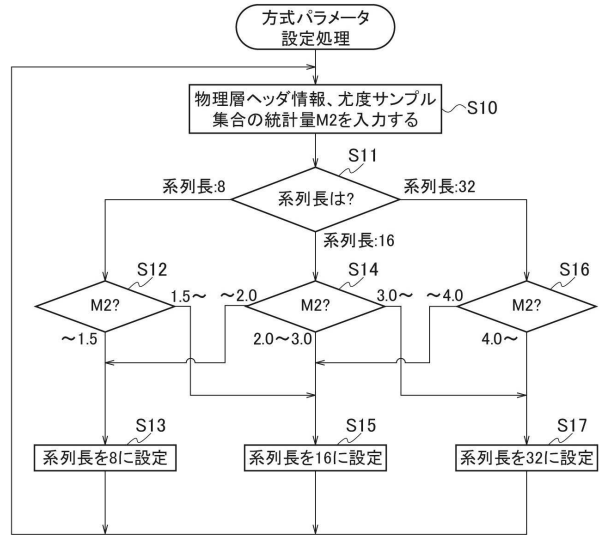 方式パラメータ
設定処理
物理層ヘッダ情報、尤度サンプル
集合の統計量M2を入力する
S10
S11
系列長:8
系列長は?
系列長:32
系列長:16
S12
S14
S16
M2?
1.5~
~2.0
M2?
3.0~
~4.0
M2?
~1.5
2.0~3.0
4.0~
S13
S15
S17
系列長を8に設定
系列長を16に設定
系列長を32に設定